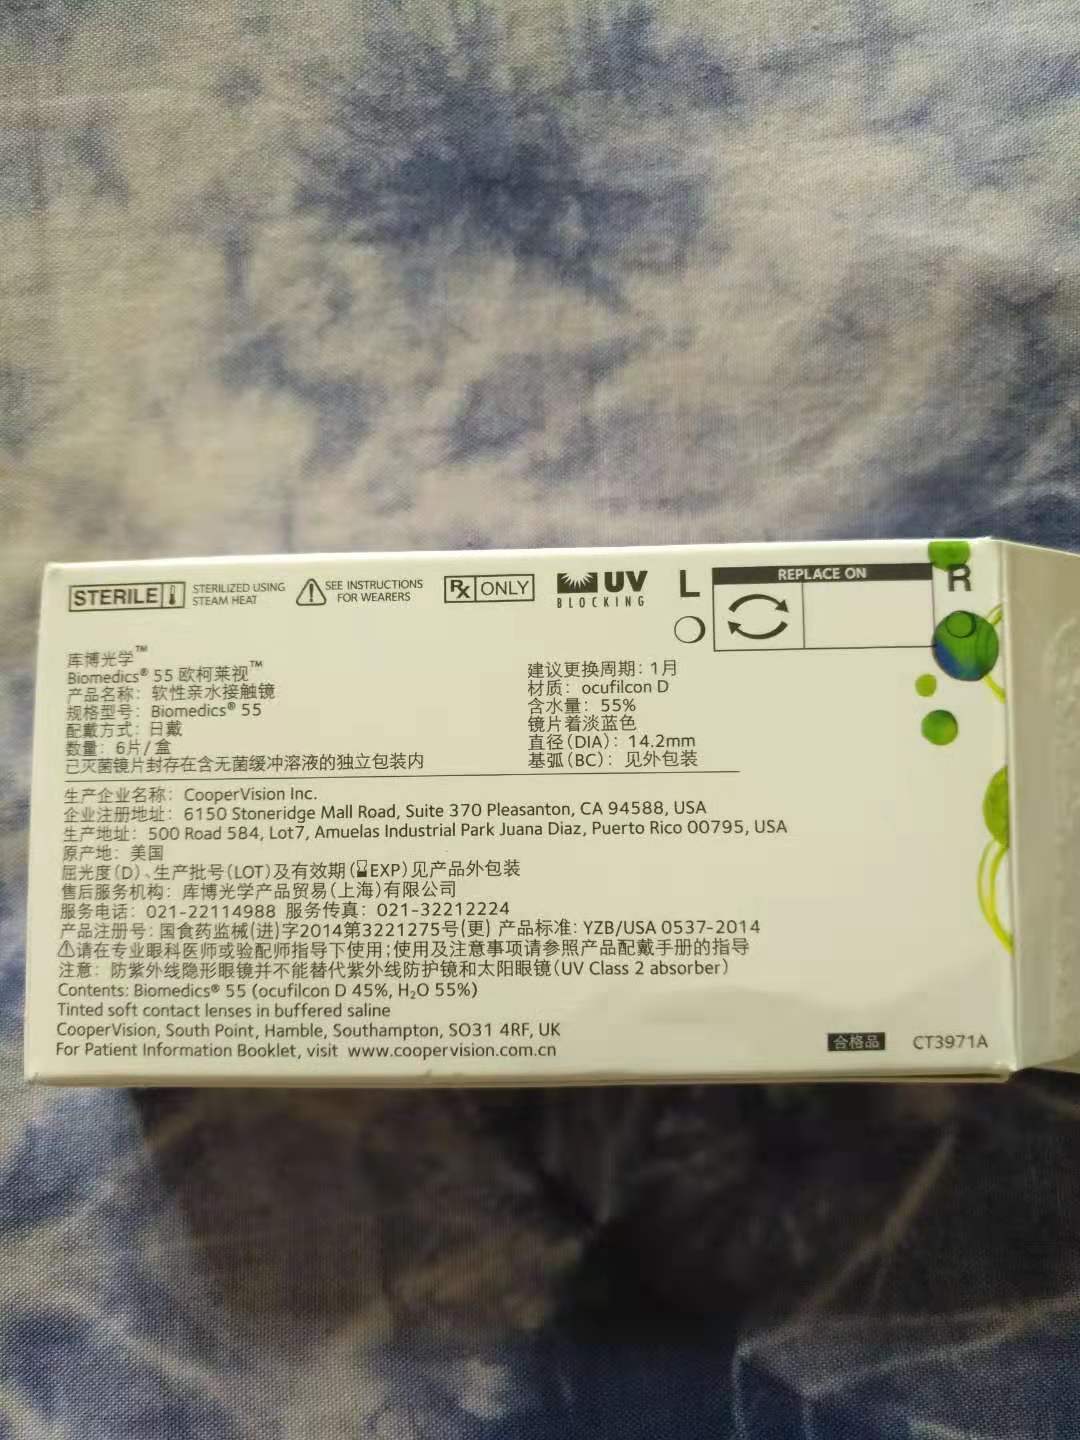 STERILE STERILIZED USING STEAM HEAT
SEE INSTRUCTIONS FOR WEARERS
Rx ONLY
UV BLOCKING
L
REPLACE ON
R
库博光学™
Biomedics® 55 欧柯莱视™
产品名称：软性亲水接触镜
规格型号：Biomedics® 55
配戴方式：日戴
数量：6片/盒
已灭菌镜片封存在含无菌缓冲溶液的独立包装内
建议更换周期：1月
材质：ocufilcon D
含水量：55%
镜片着淡蓝色
直径(DIA)：14.2mm
基弧(BC)：见外包装
生产企业名称：CooperVision Inc.
企业注册地址：6150 Stoneridge Mall Road, Suite 370 Pleasanton, CA 94588, USA
生产地址：500 Road 584, Lot7, Amuelas Industrial Park Juana Diaz, Puerto Rico 00795, USA
原产地：美国
屈光度(D)、生产批号(LOT)及有效期(⌛EXP)见产品外包装
售后服务机构：库博光学产品贸易(上海)有限公司
服务电话：021-22114988 服务传真：021-32212224
产品注册号：国食药监械(进)字2014第3221275号(更) 产品标准：YZB/USA 0537-2014
⚠请在专业眼科医师或验配师指导下使用；使用及注意事项请参照产品配戴手册的指导
注意：防紫外线隐形眼镜并不能替代紫外线防护镜和太阳眼镜(UV Class 2 absorber)
Contents: Biomedics® 55 (ocufilcon D 45%, H₂O 55%)
Tinted soft contact lenses in buffered saline
CooperVision, South Point, Hamble, Southampton, SO31 4RF, UK
For Patient Information Booklet, visit www.coopervision.com.cn
合格品 CT3971A